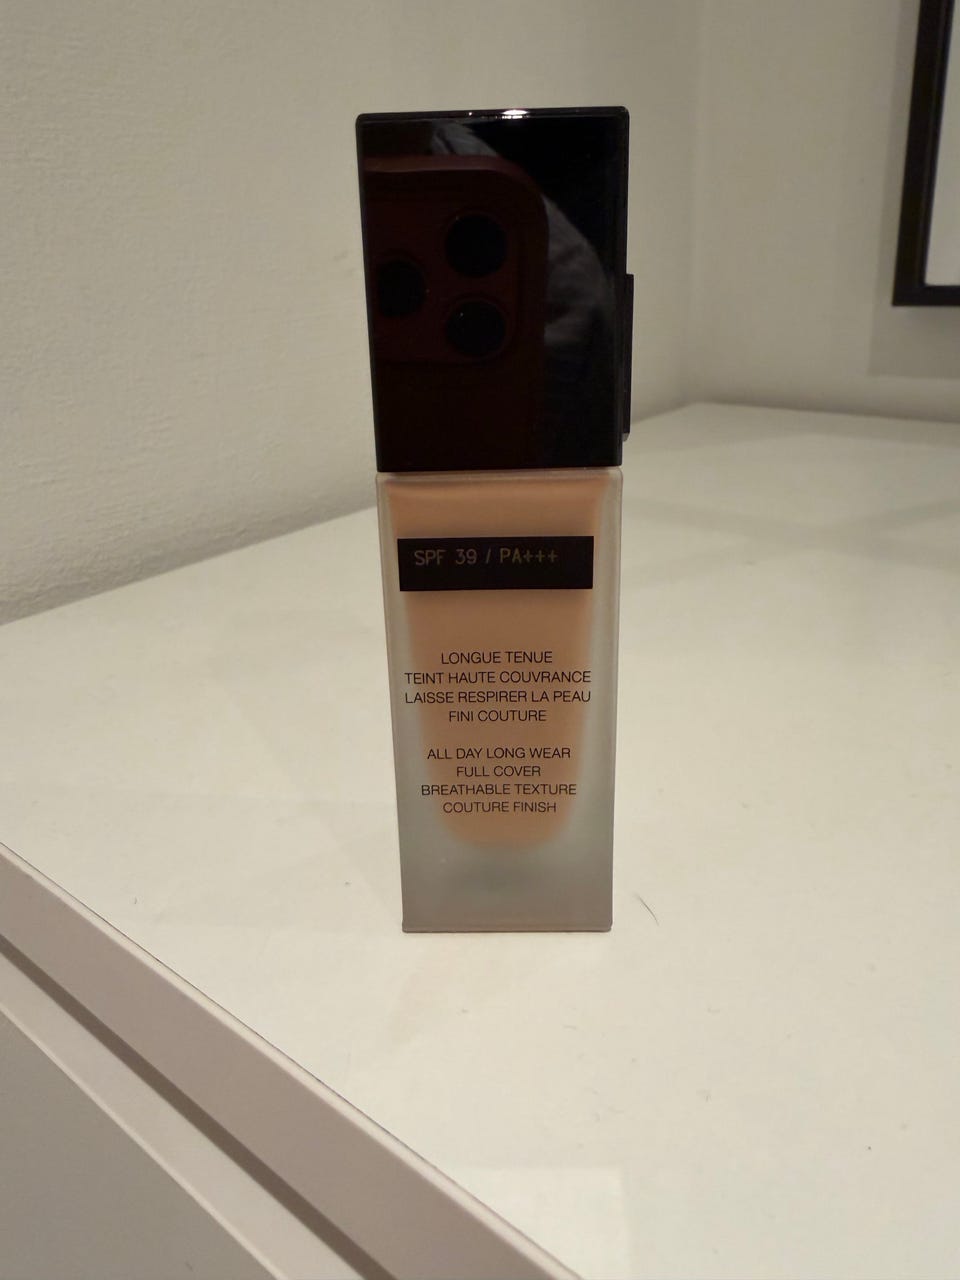 SPF 39 / PA+++
LONGUE TENUE
TEINT HAUTE COUVRANCE
LAISSE RESPIRER LA PEAU
FINI COUTURE
ALL DAY LONG WEAR
FULL COVER
BREATHABLE TEXTURE
COUTURE FINISH